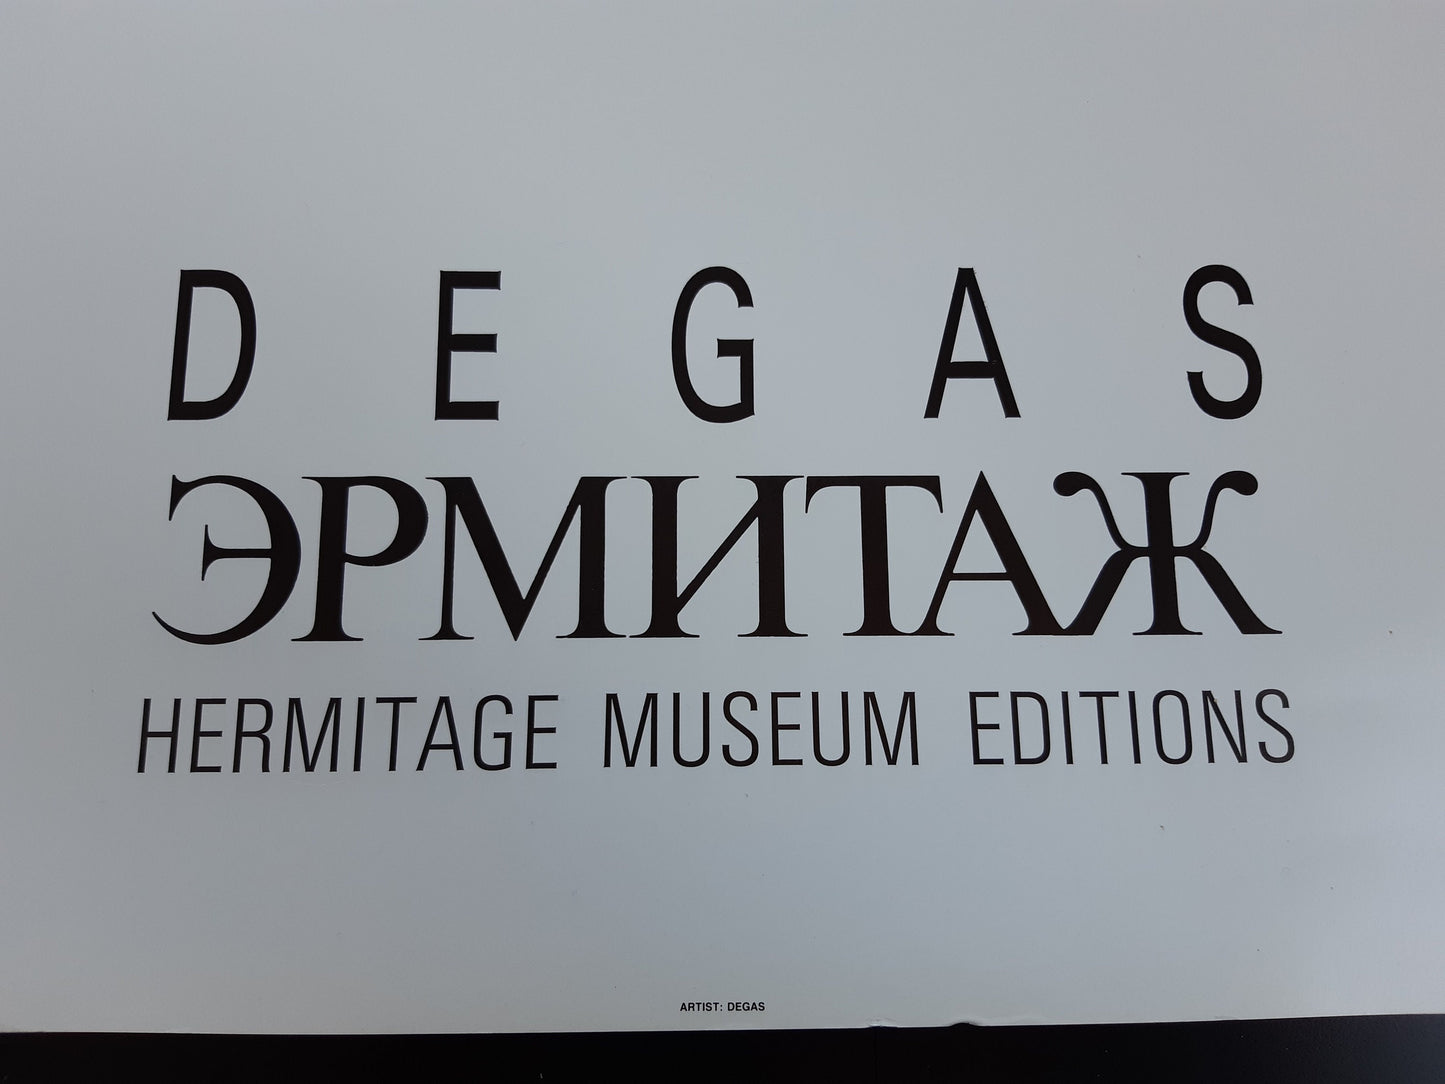 DEGAS
ЭРМИТАЖ
HERMITAGE MUSEUM EDITIONS
ARTIST: DEGAS